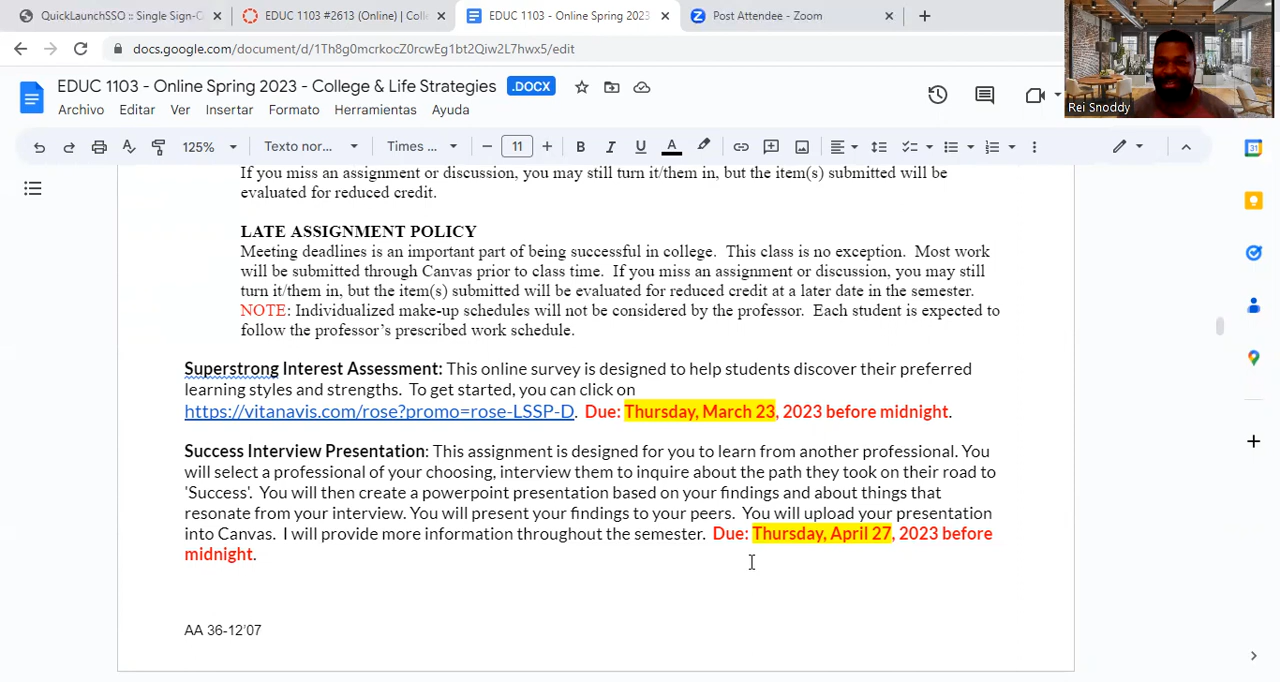 QuickLaunchSSO :: Single Sign-O
EDUC 1103 #2613 (Online) | Coll
EDUC 1103 - Online Spring 2023
Post Attendee - Zoom
docs.google.com/document/d/1Th8g0mcrkocZ0rcwEg1bt2Qiw2L7hwx5/edit
EDUC 1103 - Online Spring 2023 - College & Life Strategies .DOCX
Archivo Editar Ver Insertar Formato Herramientas Ayuda
Rei Snoddy
125% Texto nor... Times ... 11 B I U A
31
If you miss an assignment or discussion, you may still turn it/them in, but the item(s) submitted will be
evaluated for reduced credit.
LATE ASSIGNMENT POLICY
Meeting deadlines is an important part of being successful in college. This class is no exception. Most work
will be submitted through Canvas prior to class time. If you miss an assignment or discussion, you may still
turn it/them in, but the item(s) submitted will be evaluated for reduced credit at a later date in the semester.
NOTE: Individualized make-up schedules will not be considered by the professor. Each student is expected to
follow the professor's prescribed work schedule.
Superstrong Interest Assessment: This online survey is designed to help students discover their preferred
learning styles and strengths. To get started, you can click on
https://vitanavis.com/rose?promo=rose-LSSP-D. Due: Thursday, March 23, 2023 before midnight.
Success Interview Presentation: This assignment is designed for you to learn from another professional. You
will select a professional of your choosing, interview them to inquire about the path they took on their road to
'Success'. You will then create a powerpoint presentation based on your findings and about things that
resonate from your interview. You will present your findings to your peers. You will upload your presentation
into Canvas. I will provide more information throughout the semester. Due: Thursday, April 27, 2023 before
midnight.
AA 36-12'07